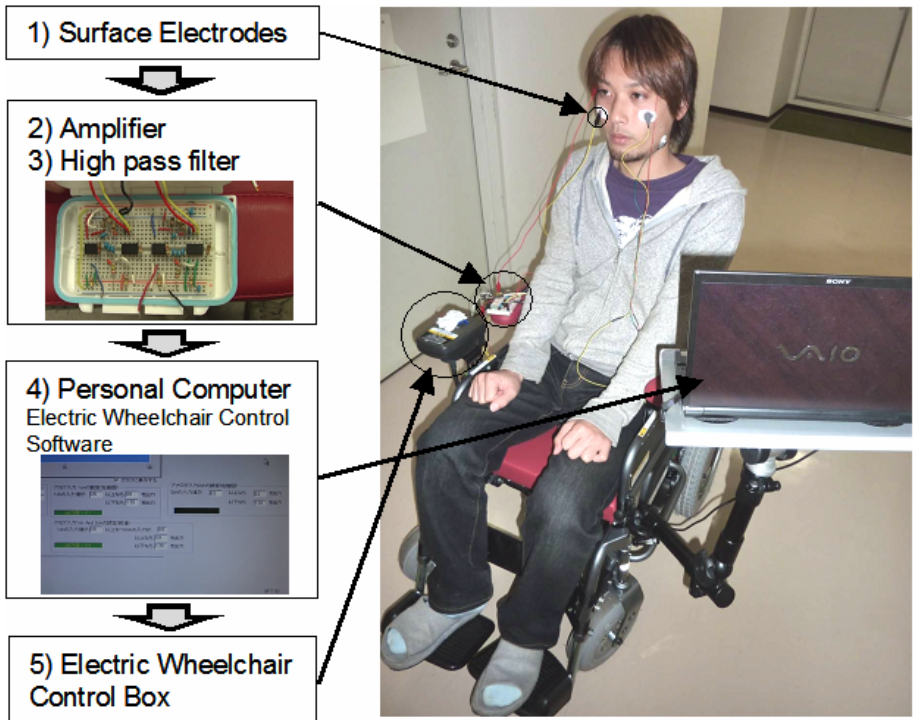 1) Surface Electrodes
2) Amplifier
3) High pass filter
4) Personal Computer
Electric Wheelchair Control
Software
5) Electric Wheelchair
Control Box
SONY
VAIO